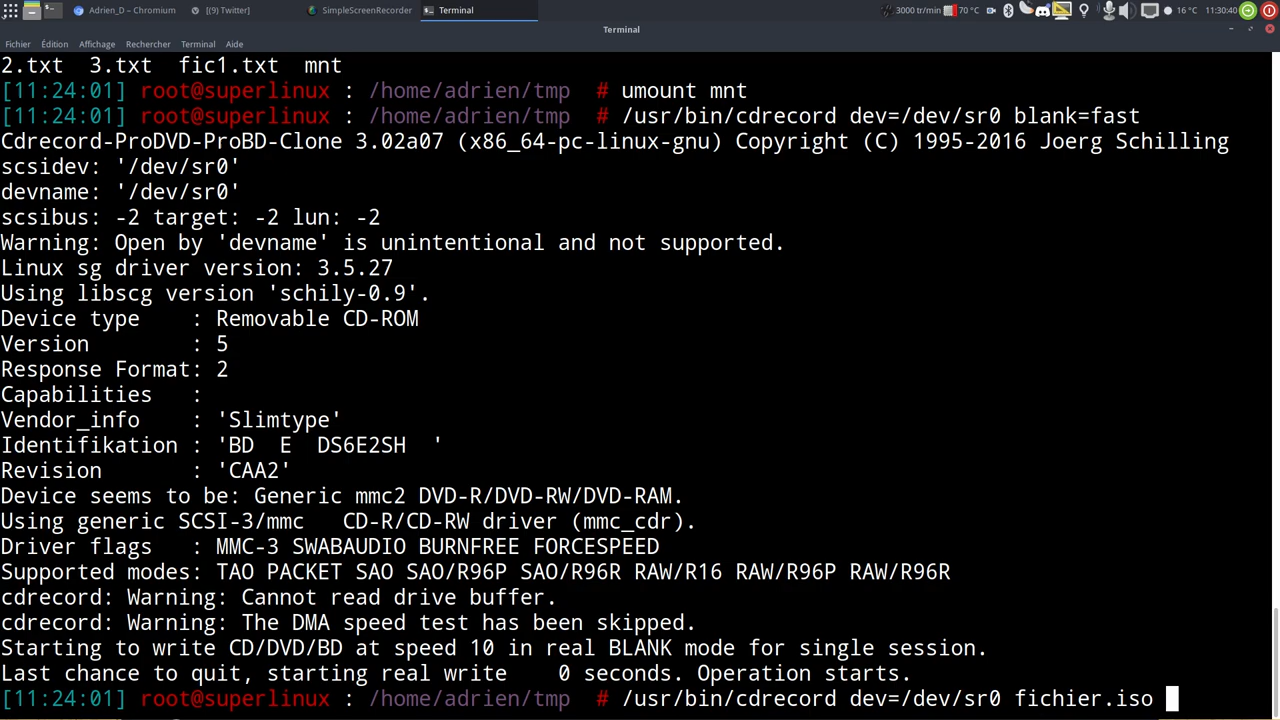 Adrien_D – Chromium
[(9) Twitter]
SimpleScreenRecorder
Terminal
3000 tr/min
70 °C
16 °C
11:30:40
Terminal
Fichier Édition Affichage Rechercher Terminal Aide
2.txt 3.txt fic1.txt mnt
[11:24:01] root@superlinux : /home/adrien/tmp # umount mnt
[11:24:01] root@superlinux : /home/adrien/tmp # /usr/bin/cdrecord dev=/dev/sr0 blank=fast
Cdrecord-ProDVD-ProBD-Clone 3.02a07 (x86_64-pc-linux-gnu) Copyright (C) 1995-2016 Joerg Schilling
scsidev: '/dev/sr0'
devname: '/dev/sr0'
scsibus: -2 target: -2 lun: -2
Warning: Open by 'devname' is unintentional and not supported.
Linux sg driver version: 3.5.27
Using libscg version 'schily-0.9'.
Device type    : Removable CD-ROM
Version        : 5
Response Format: 2
Capabilities   :
Vendor_info    : 'Slimtype'
Identifikation : 'BD  E  DS6E2SH  '
Revision       : 'CAA2'
Device seems to be: Generic mmc2 DVD-R/DVD-RW/DVD-RAM.
Using generic SCSI-3/mmc   CD-R/CD-RW driver (mmc_cdr).
Driver flags   : MMC-3 SWABAUDIO BURNFREE FORCESPEED
Supported modes: TAO PACKET SAO SAO/R96P SAO/R96R RAW/R16 RAW/R96P RAW/R96R
cdrecord: Warning: Cannot read drive buffer.
cdrecord: Warning: The DMA speed test has been skipped.
Starting to write CD/DVD/BD at speed 10 in real BLANK mode for single session.
Last chance to quit, starting real write    0 seconds. Operation starts.
[11:24:01] root@superlinux : /home/adrien/tmp # /usr/bin/cdrecord dev=/dev/sr0 fichier.iso